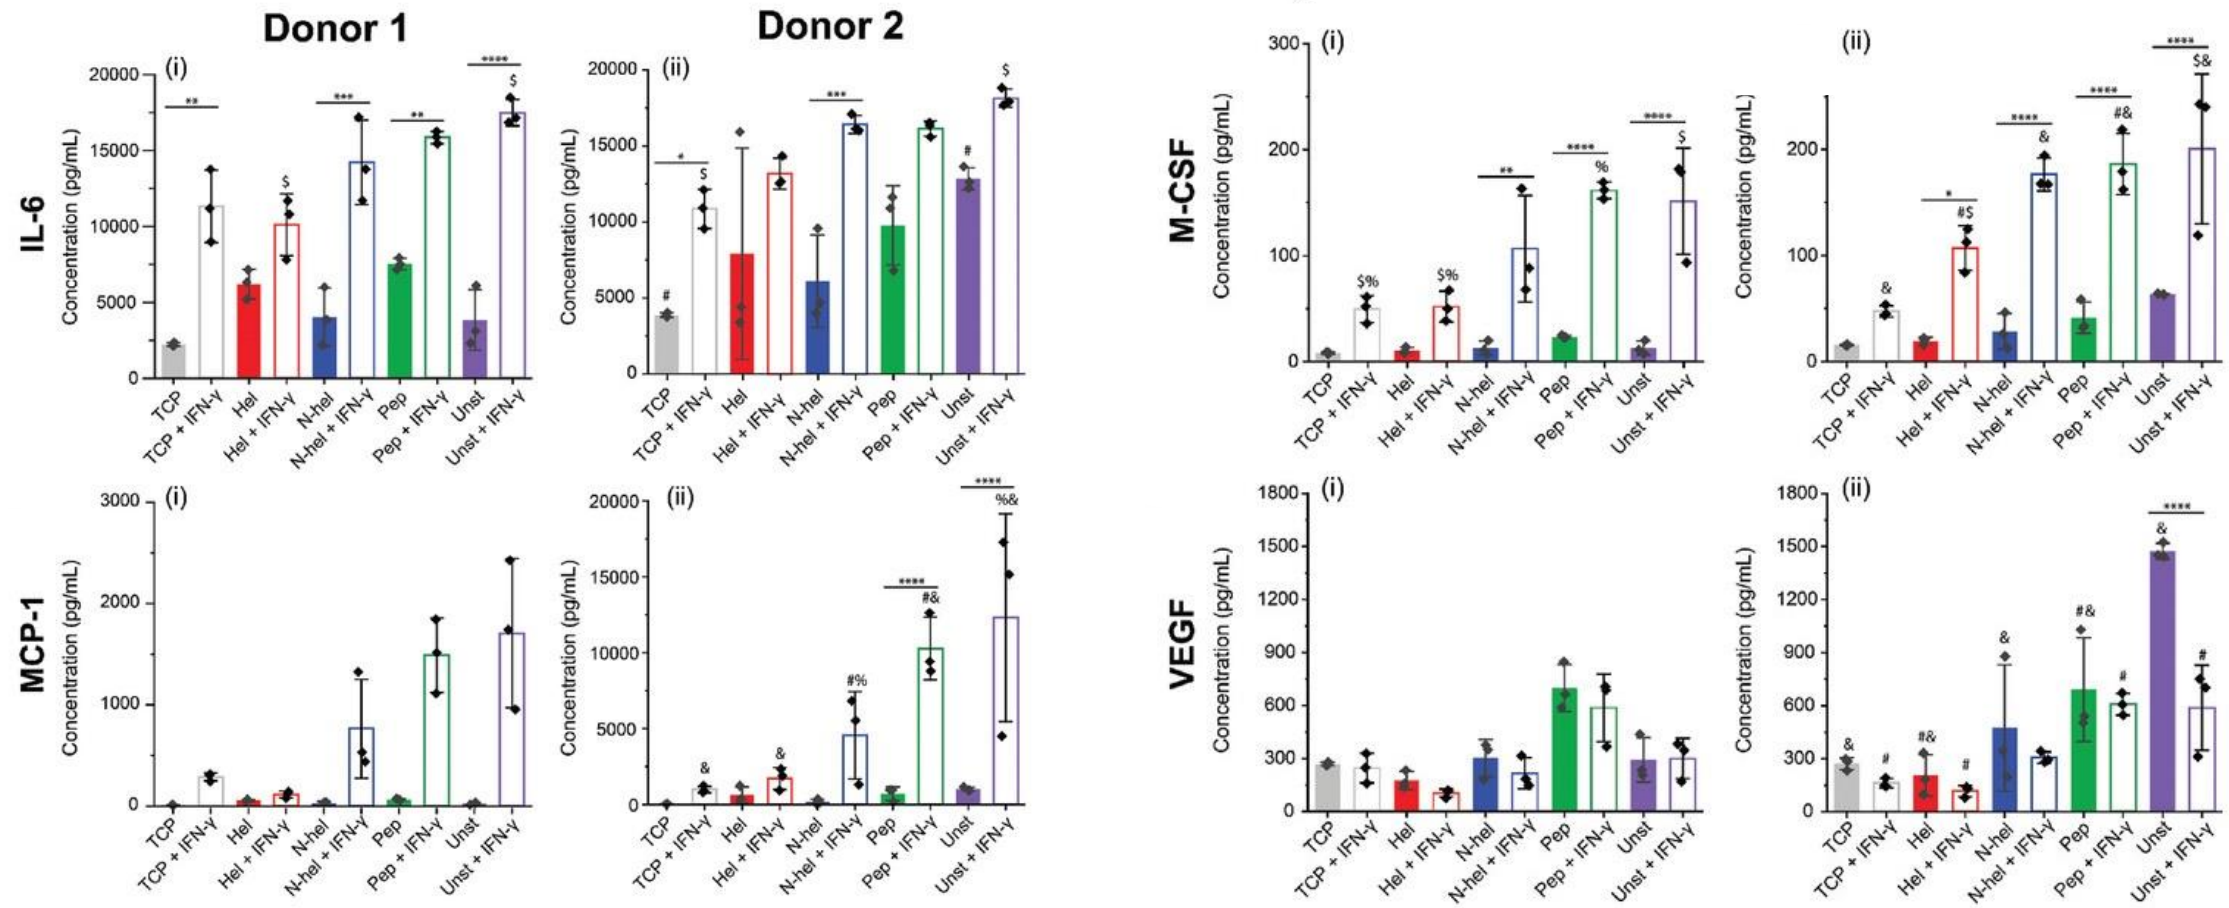 Donor 1
Donor 2
IL-6
(i)
20000
15000
10000
5000
0
Concentration (pg/mL)
**
$
***
**
****
$
TCP
TCP + IFN-γ
Hel
Hel + IFN-γ
N-hel
N-hel + IFN-γ
Pep
Pep + IFN-γ
Unst
Unst + IFN-γ
(ii)
20000
15000
10000
5000
0
Concentration (pg/mL)
#
*
$
***
#
$
TCP
TCP + IFN-γ
Hel
Hel + IFN-γ
N-hel
N-hel + IFN-γ
Pep
Pep + IFN-γ
Unst
Unst + IFN-γ
M-CSF
(i)
300
200
100
0
Concentration (pg/mL)
$%
$%
**
****
%
****
$
TCP
TCP + IFN-γ
Hel
Hel + IFN-γ
N-hel
N-hel + IFN-γ
Pep
Pep + IFN-γ
Unst
Unst + IFN-γ
(ii)
200
100
0
Concentration (pg/mL)
&
*
#$
****
&
****
#&
****
$&
TCP
TCP + IFN-γ
Hel
Hel + IFN-γ
N-hel
N-hel + IFN-γ
Pep
Pep + IFN-γ
Unst
Unst + IFN-γ
MCP-1
(i)
3000
2000
1000
0
Concentration (pg/mL)
TCP
TCP + IFN-γ
Hel
Hel + IFN-γ
N-hel
N-hel + IFN-γ
Pep
Pep + IFN-γ
Unst
Unst + IFN-γ
(ii)
20000
15000
10000
5000
0
Concentration (pg/mL)
&
&
#%
****
#&
****
%&
TCP
TCP + IFN-γ
Hel
Hel + IFN-γ
N-hel
N-hel + IFN-γ
Pep
Pep + IFN-γ
Unst
Unst + IFN-γ
VEGF
(i)
1800
1500
1200
900
600
300
0
Concentration (pg/mL)
TCP
TCP + IFN-γ
Hel
Hel + IFN-γ
N-hel
N-hel + IFN-γ
Pep
Pep + IFN-γ
Unst
Unst + IFN-γ
(ii)
1800
1500
1200
900
600
300
0
Concentration (pg/mL)
&
#
#&
#
&
#&
#
****
&
#
TCP
TCP + IFN-γ
Hel
Hel + IFN-γ
N-hel
N-hel + IFN-γ
Pep
Pep + IFN-γ
Unst
Unst + IFN-γ